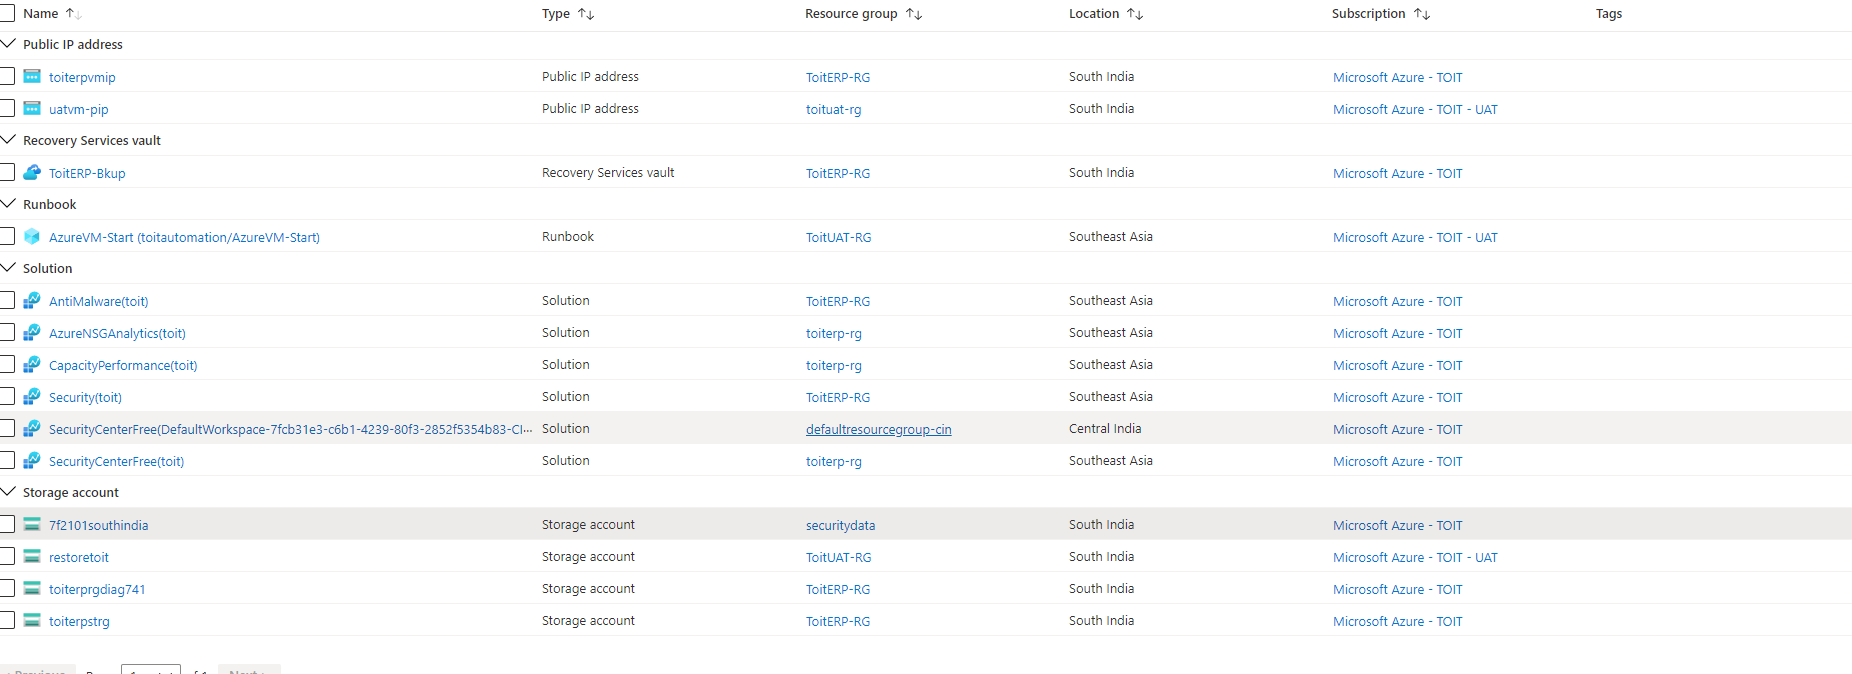 Name Type Resource group Location Subscription Tags
Public IP address
toiterpvmip Public IP address ToitERP-RG South India Microsoft Azure - TOIT
uatvm-pip Public IP address toituat-rg South India Microsoft Azure - TOIT - UAT
Recovery Services vault
ToitERP-Bkup Recovery Services vault ToitERP-RG South India Microsoft Azure - TOIT
Runbook
AzureVM-Start (toitautomation/AzureVM-Start) Runbook ToitUAT-RG Southeast Asia Microsoft Azure - TOIT - UAT
Solution
AntiMalware(toit) Solution ToitERP-RG Southeast Asia Microsoft Azure - TOIT
AzureNSGAnalytics(toit) Solution toiterp-rg Southeast Asia Microsoft Azure - TOIT
CapacityPerformance(toit) Solution toiterp-rg Southeast Asia Microsoft Azure - TOIT
Security(toit) Solution ToitERP-RG Southeast Asia Microsoft Azure - TOIT
SecurityCenterFree(DefaultWorkspace-7fcb31e3-c6b1-4239-80f3-2852f5354b83-CI... Solution defaultresourcegroup-cin Central India Microsoft Azure - TOIT
SecurityCenterFree(toit) Solution toiterp-rg Southeast Asia Microsoft Azure - TOIT
Storage account
7f2101southindia Storage account securitydata South India Microsoft Azure - TOIT
restoretoit Storage account ToitUAT-RG South India Microsoft Azure - TOIT - UAT
toiterprgdiag741 Storage account ToitERP-RG South India Microsoft Azure - TOIT
toiterpstrg Storage account ToitERP-RG South India Microsoft Azure - TOIT